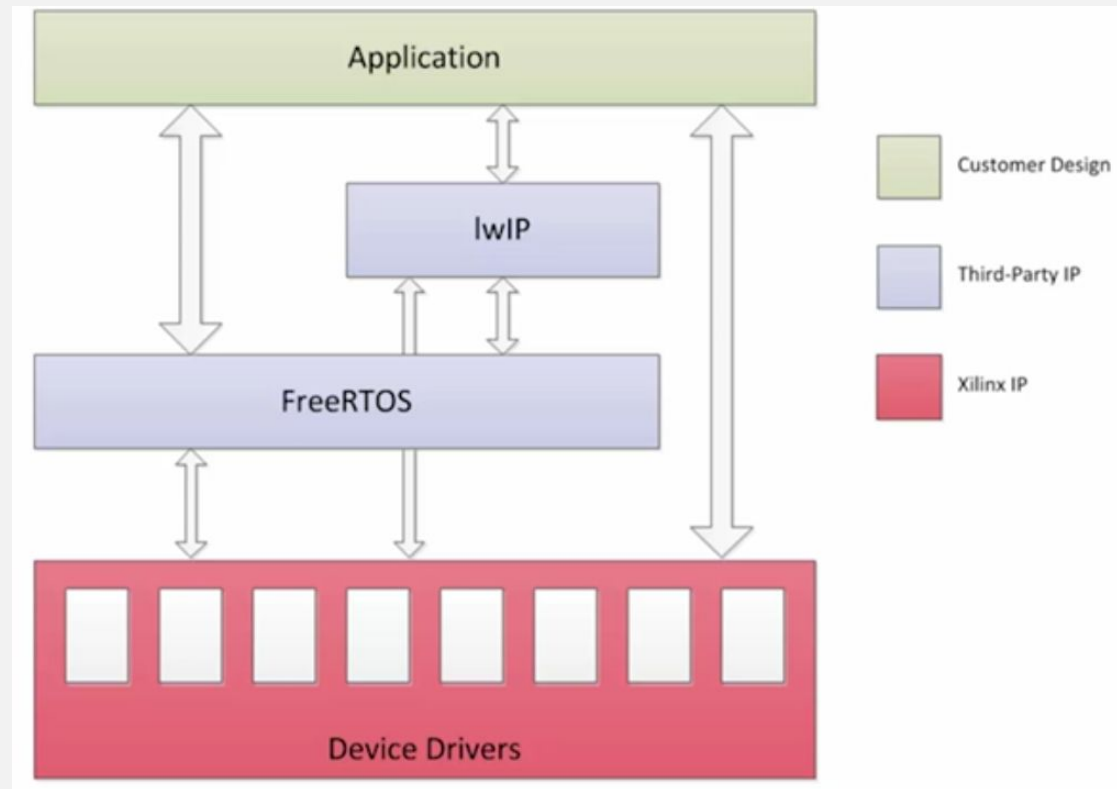 Application
lwIP
FreeRTOS
Device Drivers
Customer Design
Third-Party IP
Xilinx IP